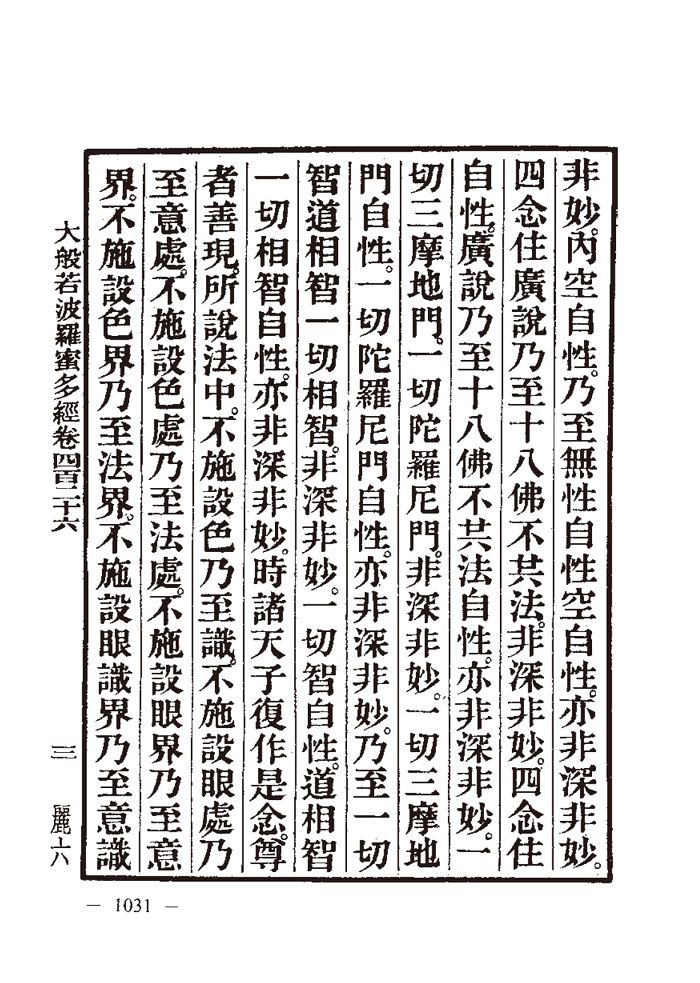 非妙。內空自性。乃至無性自性空自性。亦非深非妙。
四念住廣說乃至十八佛不共法。非深非妙。四念住
自性。廣說乃至十八佛不共法自性。亦非深非妙。一
切三摩地門。一切陀羅尼門。非深非妙。一切三摩地
門自性。一切陀羅尼門自性。亦非深非妙。乃至一切
智道相智一切相智。非深非妙。一切智自性。道相智
一切相智自性。亦非深非妙。時諸天子復作是念。尊
者善現。所說法中。不施設色乃至識。不施設眼處乃
至意處。不施設色處乃至法處。不施設眼界乃至意
界。不施設色界乃至法界。不施設眼識界乃至意識
大般若波羅蜜多經卷四百二十六
三
麗六
— 1031 —